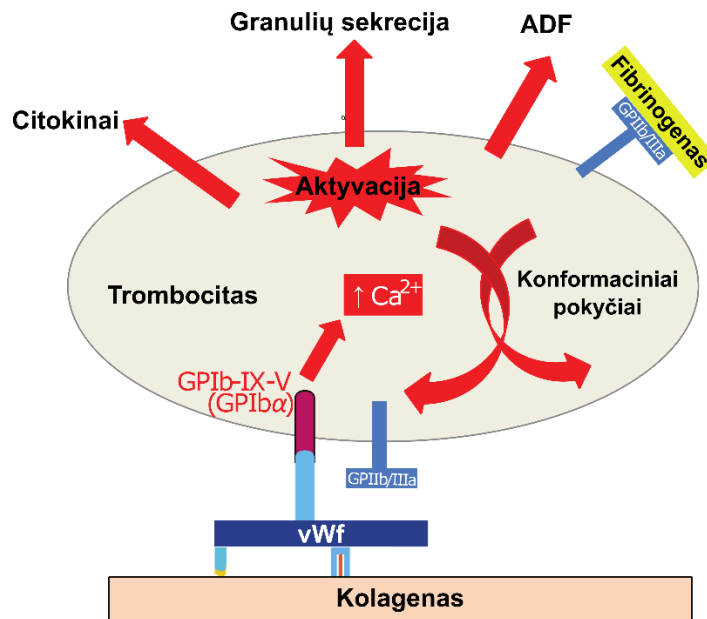 Granulių sekrecija
ADF
Fibrinogenas
GPIIb/IIIa
Citokinai
α
Aktyvacija
Trombocitas
↑ Ca²⁺
Konformaciniai
pokyčiai
GPIb-IX-V
(GPIbα)
GPIIb/IIIa
vWf
Kolagenas